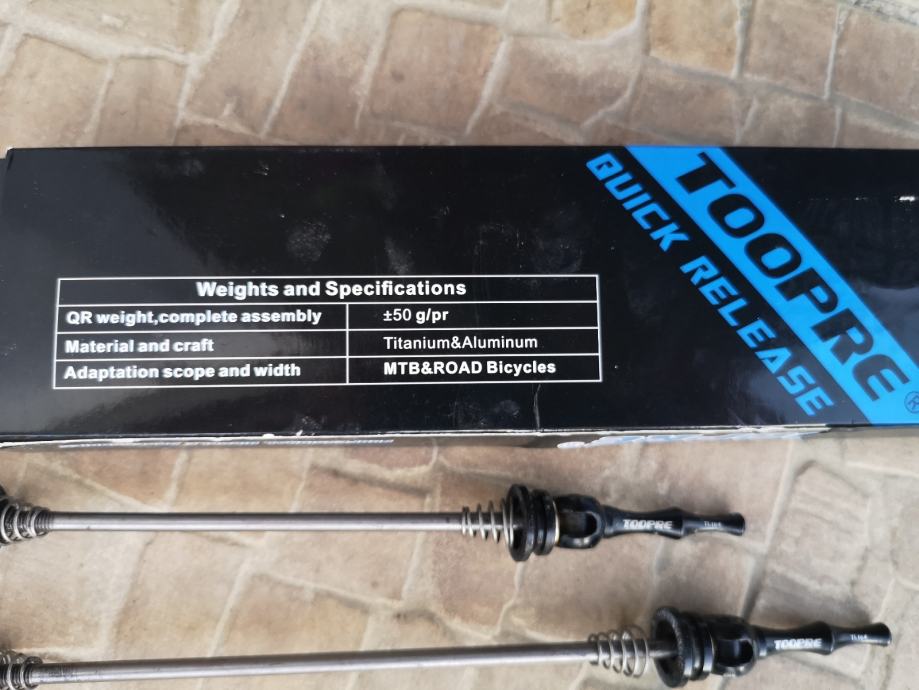 TOOPRE®
QUICK RELEASE
Weights and Specifications
QR weight,complete assembly ±50 g/pr
Material and craft Titanium&Aluminum
Adaptation scope and width MTB&ROAD Bicycles
TOOPRE
TOOPRE